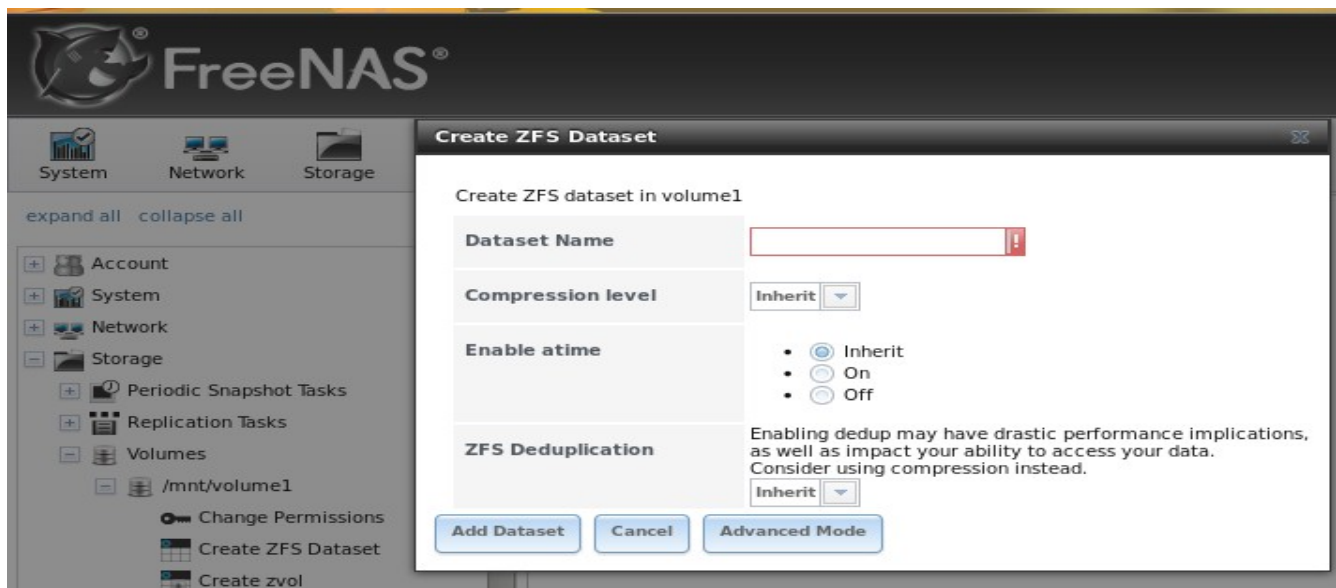 FreeNAS®
System
Network
Storage
expand all collapse all
Account
System
Network
Storage
Periodic Snapshot Tasks
Replication Tasks
Volumes
/mnt/volume1
Change Permissions
Create ZFS Dataset
Create zvol
Create ZFS Dataset
Create ZFS dataset in volume1
Dataset Name
!
Compression level
Inherit
Enable atime
Inherit
On
Off
ZFS Deduplication
Enabling dedup may have drastic performance implications,
as well as impact your ability to access your data.
Consider using compression instead.
Inherit
Add Dataset
Cancel
Advanced Mode